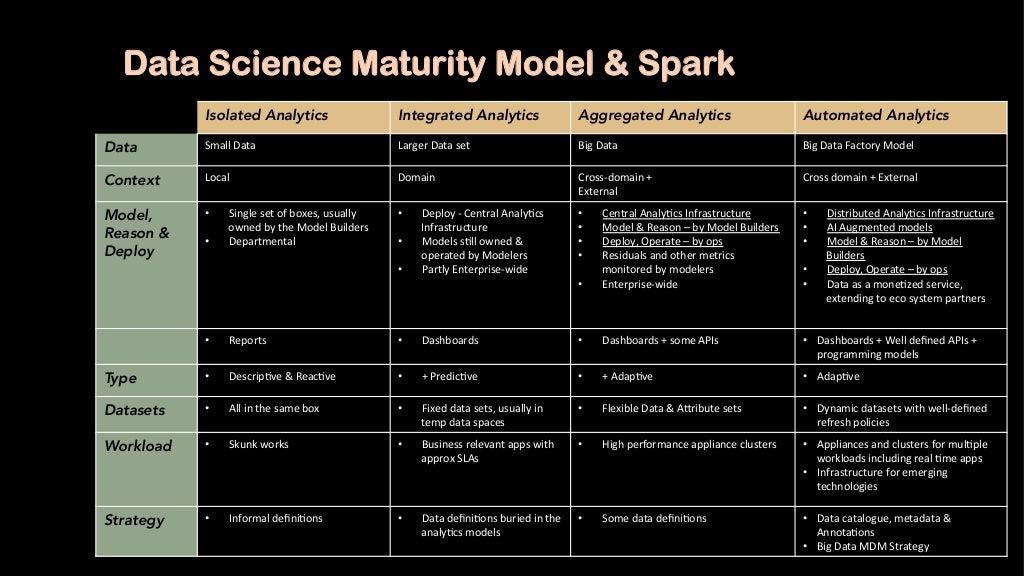 Data Science Maturity Model & Spark
Isolated Analytics
Integrated Analytics
Aggregated Analytics
Automated Analytics
Data
Small Data
Larger Data set
Big Data
Big Data Factory Model
Context
Local
Domain
Cross-domain +
External
Cross domain + External
Model,
Reason &
Deploy
• Single set of boxes, usually
owned by the Model Builders
• Departmental
• Deploy - Central Analytics
Infrastructure
• Models still owned &
operated by Modelers
• Partly Enterprise-wide
• Central Analytics Infrastructure
• Model & Reason – by Model Builders
• Deploy, Operate – by ops
• Residuals and other metrics
monitored by modelers
• Enterprise-wide
• Distributed Analytics Infrastructure
• AI Augmented models
• Model & Reason – by Model
Builders
• Deploy, Operate – by ops
• Data as a monetized service,
extending to eco system partners
• Reports
• Dashboards
• Dashboards + some APIs
• Dashboards + Well defined APIs +
programming models
Type
• Descriptive & Reactive
• + Predictive
• + Adaptive
• Adaptive
Datasets
• All in the same box
• Fixed data sets, usually in
temp data spaces
• Flexible Data & Attribute sets
• Dynamic datasets with well-defined
refresh policies
Workload
• Skunk works
• Business relevant apps with
approx SLAs
• High performance appliance clusters
• Appliances and clusters for multiple
workloads including real time apps
• Infrastructure for emerging
technologies
Strategy
• Informal definitions
• Data definitions buried in the
analytics models
• Some data definitions
• Data catalogue, metadata &
Annotations
• Big Data MDM Strategy